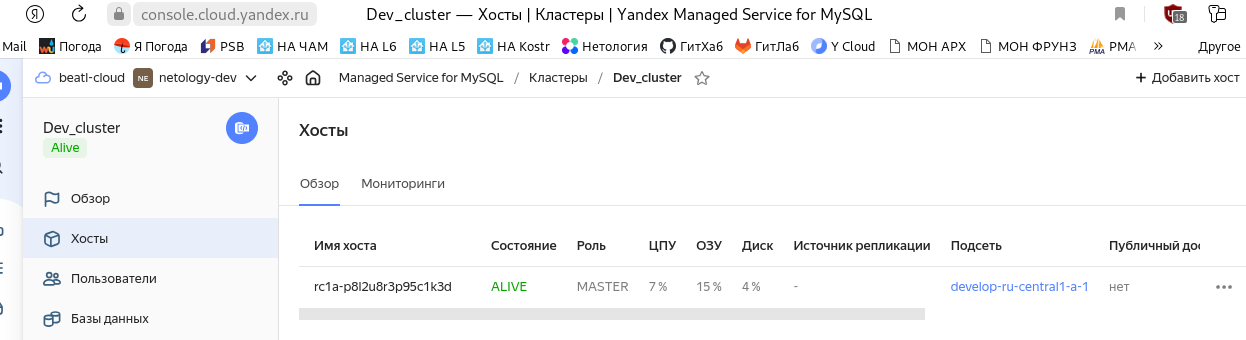 console.cloud.yandex.ru Dev_cluster — Хосты | Кластеры | Yandex Managed Service for MySQL 18
Mail Погода Я Погода PSB НА ЧАМ НА L6 НА L5 НА Kostr Нетология ГитХаб ГитЛаб Y Cloud МОН АРХ МОН ФРУНЗ PMA » Другое
beatl-cloud NE netology-dev Managed Service for MySQL / Кластеры / Dev_cluster + Добавить хост
Dev_cluster
Alive
Обзор
Хосты
Пользователи
Базы данных
Хосты
Обзор Мониторинги
Имя хоста Состояние Роль ЦПУ ОЗУ Диск Источник репликации Подсеть Публичный дос
rc1a-p8l2u8r3p95c1k3d ALIVE MASTER 7 % 15 % 4 % - develop-ru-central1-a-1 нет